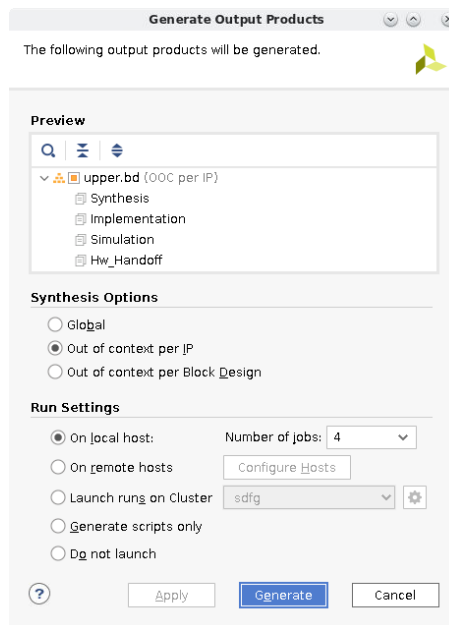 Generate Output Products
The following output products will be generated.
Preview
upper.bd (OOC per IP)
Synthesis
Implementation
Simulation
Hw_Handoff
Synthesis Options
Global
Out of context per IP
Out of context per Block Design
Run Settings
On local host: Number of jobs: 4
On remote hosts Configure Hosts
Launch runs on Cluster sdfg
Generate scripts only
Do not launch
? Apply Generate Cancel